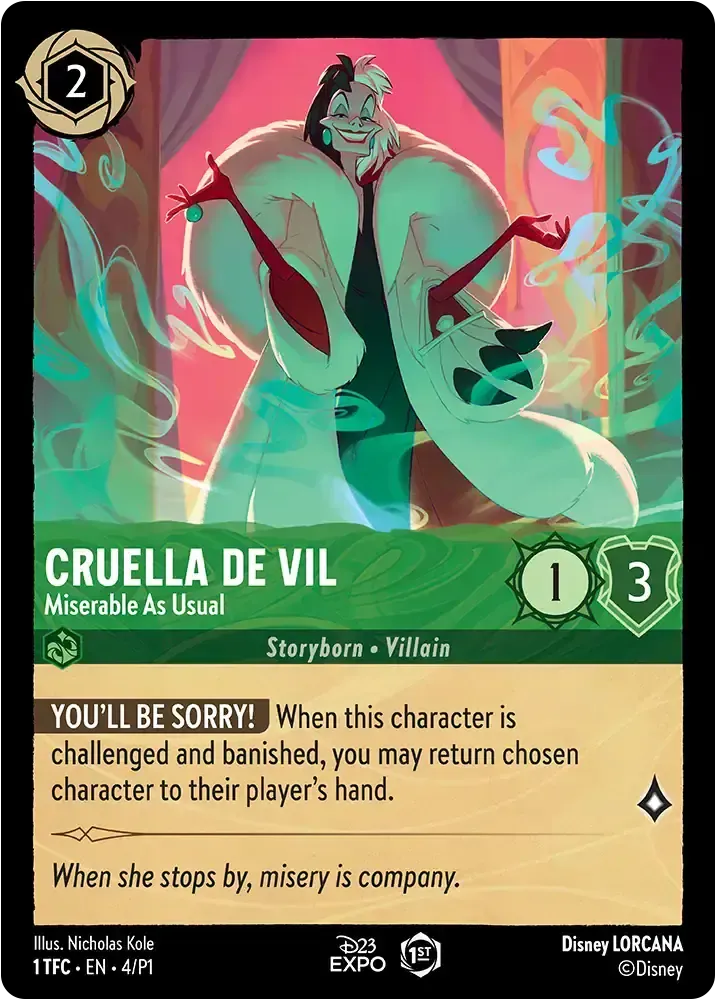 2
CRUELLA DE VIL
Miserable As Usual
1
3
Storyborn • Villain
YOU'LL BE SORRY! When this character is
challenged and banished, you may return chosen
character to their player's hand.
When she stops by, misery is company.
Illus. Nicholas Kole
1 TFC • EN • 4/P1
D23
EXPO
1ST
Disney LORCANA
©Disney